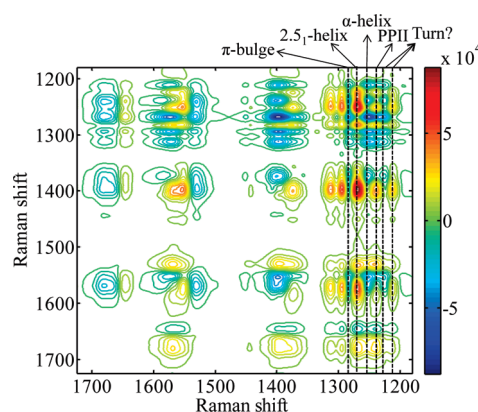 α-helix
2.5₁-helix PPII Turn?
π-bulge
x 10⁴
1200
1300
1400
1500
1600
1700
Raman shift
1700 1600 1500 1400 1300 1200
Raman shift
5
0
-5